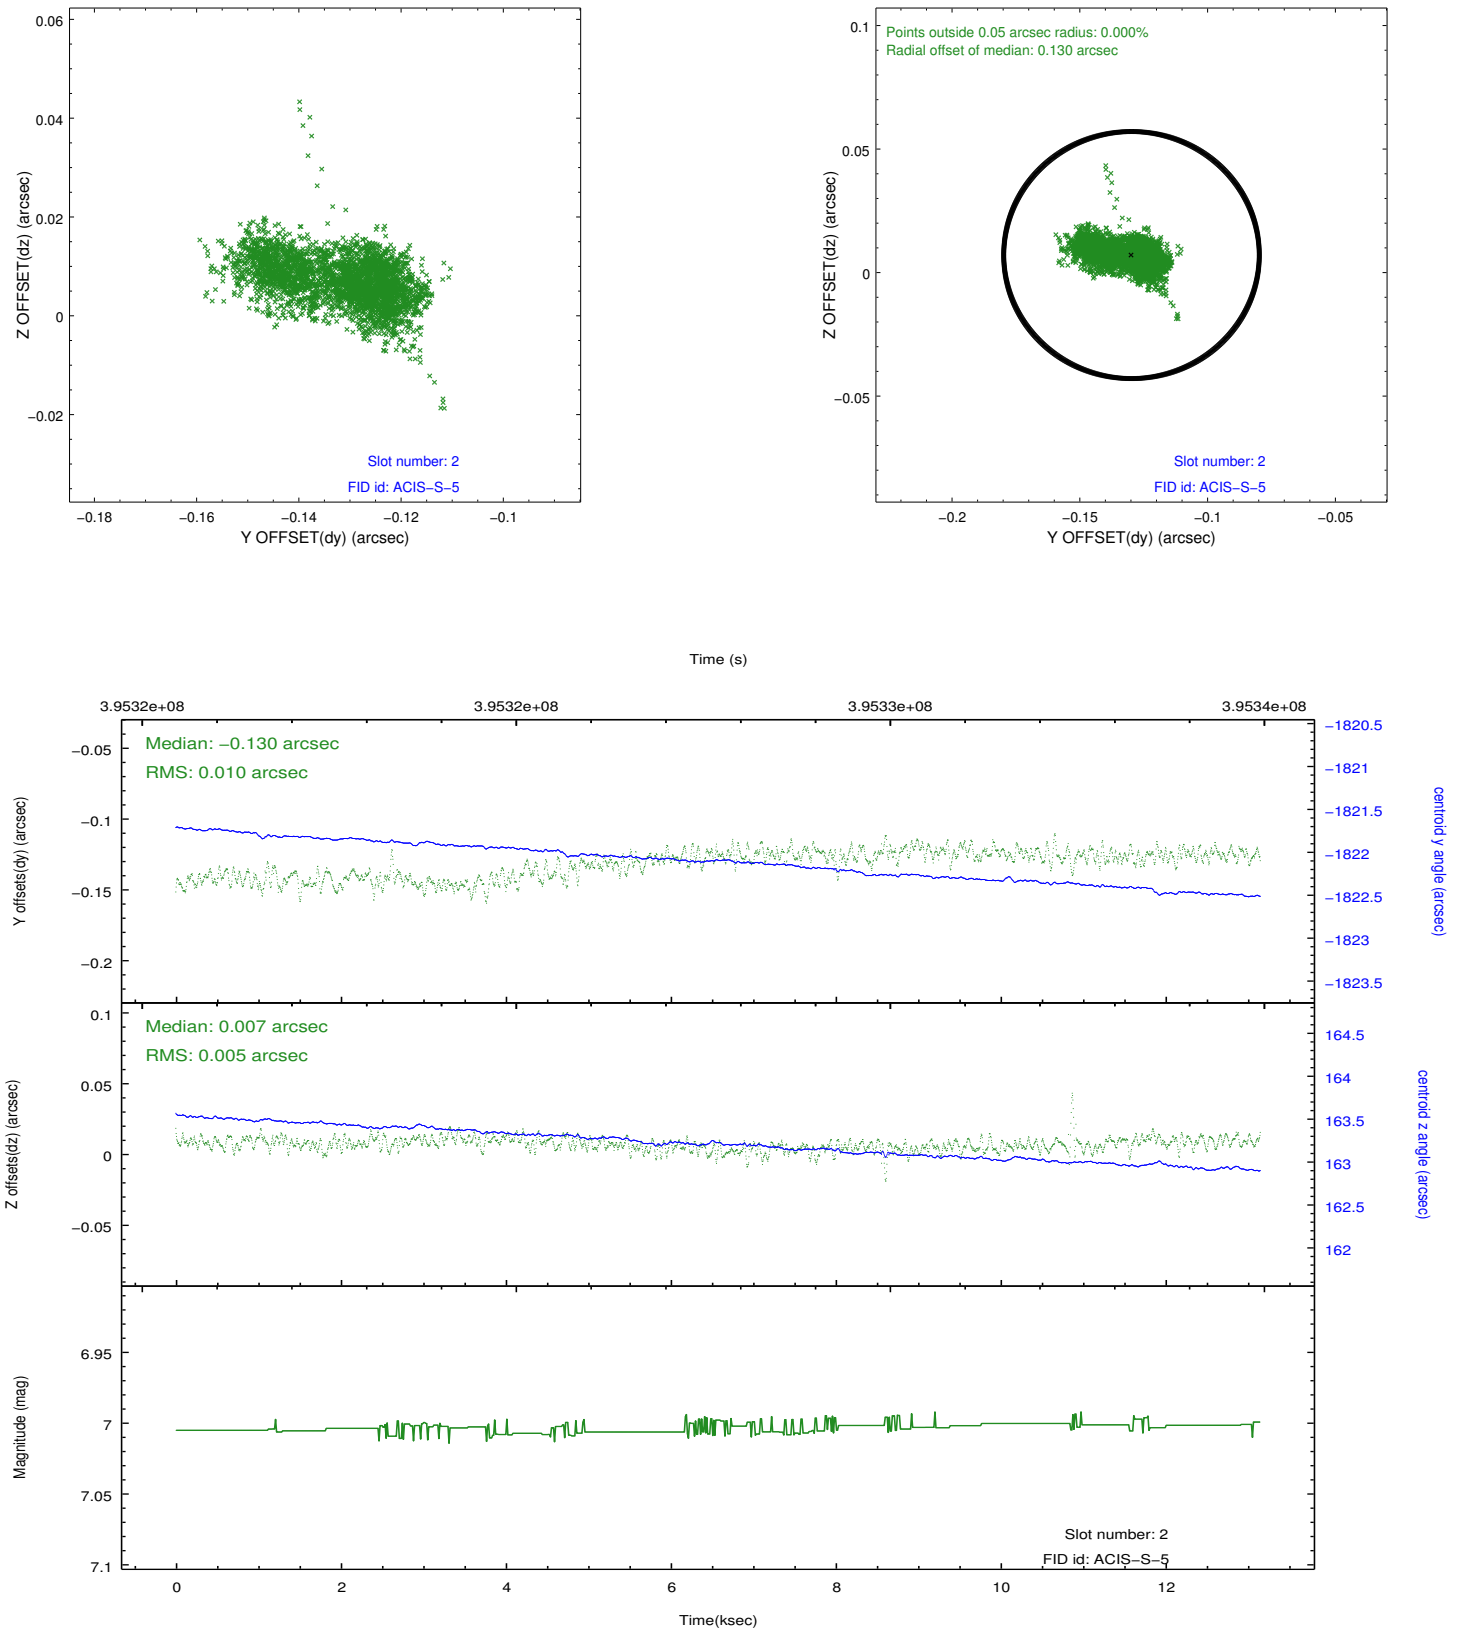 0.06
0.04
0.02
0
−0.02
Z OFFSET(dz) (arcsec)
Slot number: 2
FID id: ACIS−S−5
−0.18
−0.16
−0.14
−0.12
−0.1
Y OFFSET(dy) (arcsec)
0.1
0.05
0
−0.05
Z OFFSET(dz) (arcsec)
Points outside 0.05 arcsec radius: 0.000%
Radial offset of median: 0.130 arcsec
Slot number: 2
FID id: ACIS−S−5
−0.2
−0.15
−0.1
−0.05
Y OFFSET(dy) (arcsec)
Time (s)
3.9532e+08
3.9532e+08
3.9533e+08
3.9534e+08
Median: −0.130 arcsec
RMS: 0.010 arcsec
−0.05
−0.1
−0.15
−0.2
Y offsets(dy) (arcsec)
−1820.5
−1821
−1821.5
−1822
−1822.5
−1823
−1823.5
centroid y angle (arcsec)
Median: 0.007 arcsec
RMS: 0.005 arcsec
0.1
0.05
0
−0.05
Z offsets(dz) (arcsec)
164.5
164
163.5
163
162.5
162
centroid z angle (arcsec)
6.95
7
7.05
7.1
Magnitude (mag)
Slot number: 2
FID id: ACIS−S−5
0
2
4
6
8
10
12
Time(ksec)